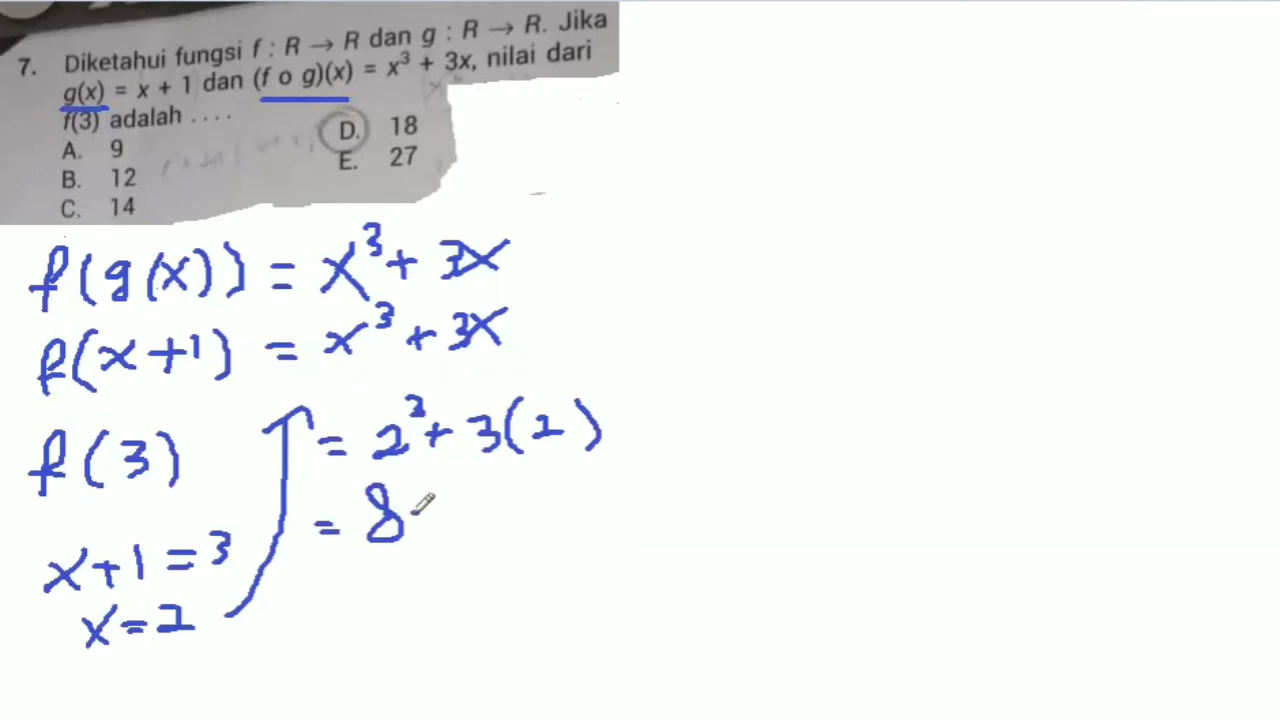 7. Diketahui fungsi f : R → R dan g : R → R. Jika
g(x) = x + 1 dan (f o g)(x) = x³ + 3x, nilai dari
f(3) adalah ....
A. 9
B. 12
C. 14
D. 18
E. 27
f(g(x)) = x³ + 3x
f(x+1) = x³ + 3x
f(3) = 2³ + 3(2)
= 8
x+1 = 3
x = 2